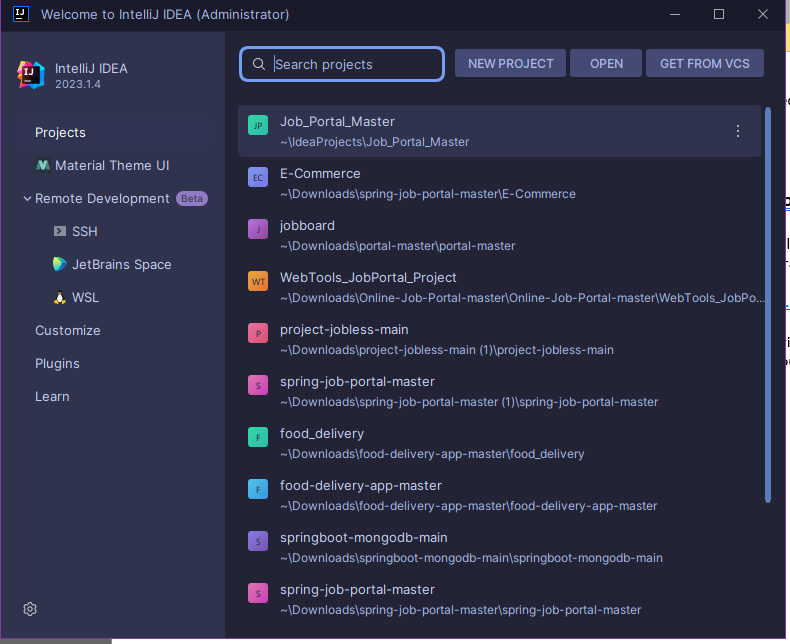 Welcome to IntelliJ IDEA (Administrator)
IntelliJ IDEA
2023.1.4
Projects
Material Theme UI
Remote Development Beta
SSH
JetBrains Space
WSL
Customize
Plugins
Learn
Search projects
NEW PROJECT
OPEN
GET FROM VCS
JP Job_Portal_Master
~\IdeaProjects\Job_Portal_Master
EC E-Commerce
~\Downloads\spring-job-portal-master\E-Commerce
J jobboard
~\Downloads\portal-master\portal-master
WT WebTools_JobPortal_Project
~\Downloads\Online-Job-Portal-master\Online-Job-Portal-master\WebTools_JobPo...
P project-jobless-main
~\Downloads\project-jobless-main (1)\project-jobless-main
S spring-job-portal-master
~\Downloads\spring-job-portal-master (1)\spring-job-portal-master
F food_delivery
~\Downloads\food-delivery-app-master\food_delivery
F food-delivery-app-master
~\Downloads\food-delivery-app-master\food-delivery-app-master
S springboot-mongodb-main
~\Downloads\springboot-mongodb-main\springboot-mongodb-main
S spring-job-portal-master
~\Downloads\spring-job-portal-master\spring-job-portal-master